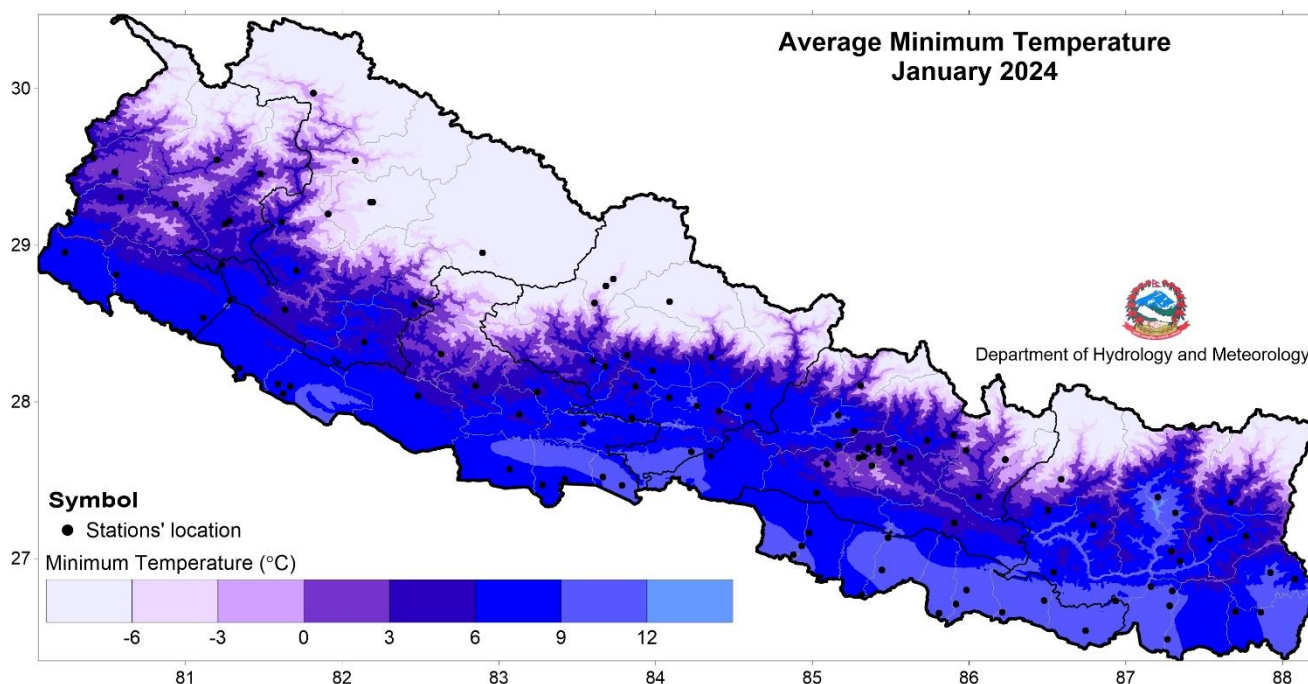 Average Minimum Temperature
January 2024
30
29
28
27
Department of Hydrology and Meteorology
Symbol
Stations' location
Minimum Temperature (°C)
-6 -3 0 3 6 9 12
81 82 83 84 85 86 87 88